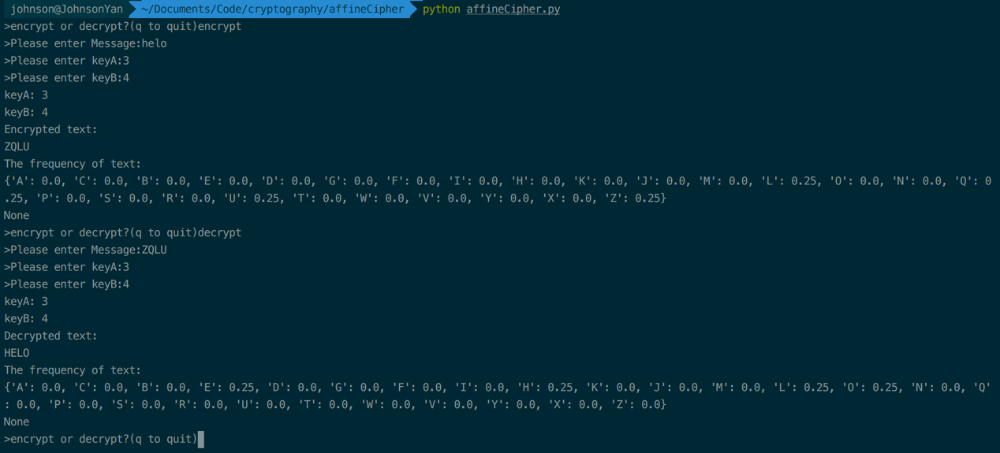 johnson@JohnsonYan ~/Documents/Code/cryptography/affineCipher python affineCipher.py
>encrypt or decrypt?(q to quit)encrypt
>Please enter Message:helo
>Please enter keyA:3
>Please enter keyB:4
keyA: 3
keyB: 4
Encrypted text:
ZQLU
The frequency of text:
{'A': 0.0, 'C': 0.0, 'B': 0.0, 'E': 0.0, 'D': 0.0, 'G': 0.0, 'F': 0.0, 'I': 0.0, 'H': 0.0, 'K': 0.0, 'J': 0.0, 'M': 0.0, 'L': 0.25, 'O': 0.0, 'N': 0.0, 'Q': 0
.25, 'P': 0.0, 'S': 0.0, 'R': 0.0, 'U': 0.25, 'T': 0.0, 'W': 0.0, 'V': 0.0, 'Y': 0.0, 'X': 0.0, 'Z': 0.25}
None
>encrypt or decrypt?(q to quit)decrypt
>Please enter Message:ZQLU
>Please enter keyA:3
>Please enter keyB:4
keyA: 3
keyB: 4
Decrypted text:
HELO
The frequency of text:
{'A': 0.0, 'C': 0.0, 'B': 0.0, 'E': 0.25, 'D': 0.0, 'G': 0.0, 'F': 0.0, 'I': 0.0, 'H': 0.25, 'K': 0.0, 'J': 0.0, 'M': 0.0, 'L': 0.25, 'O': 0.25, 'N': 0.0, 'Q'
: 0.0, 'P': 0.0, 'S': 0.0, 'R': 0.0, 'U': 0.0, 'T': 0.0, 'W': 0.0, 'V': 0.0, 'Y': 0.0, 'X': 0.0, 'Z': 0.0}
None
>encrypt or decrypt?(q to quit)